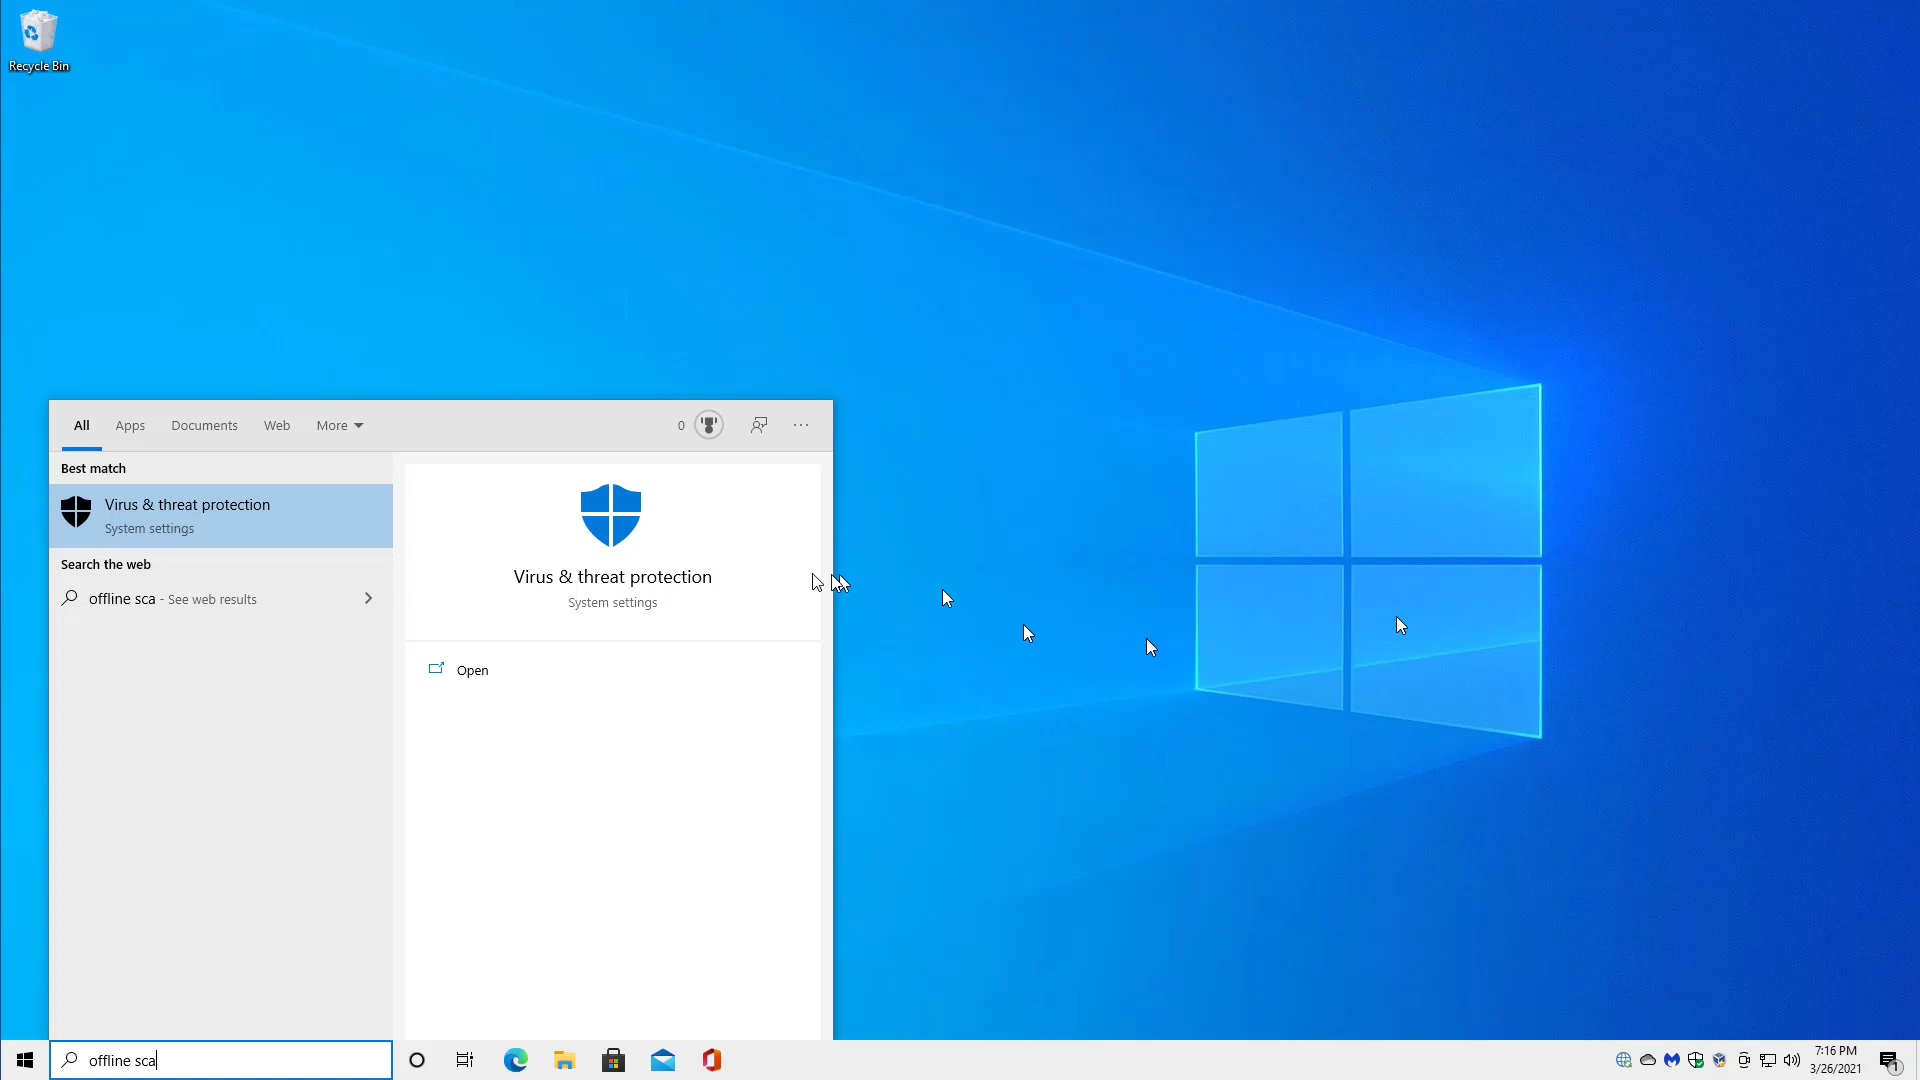 Recycle Bin
All Apps Documents Web More 0 ...
Best match
Virus & threat protection
System settings
Search the web
offline sca - See web results
Virus & threat protection
System settings
Open
offline sca
7:16 PM
3/26/2021
1